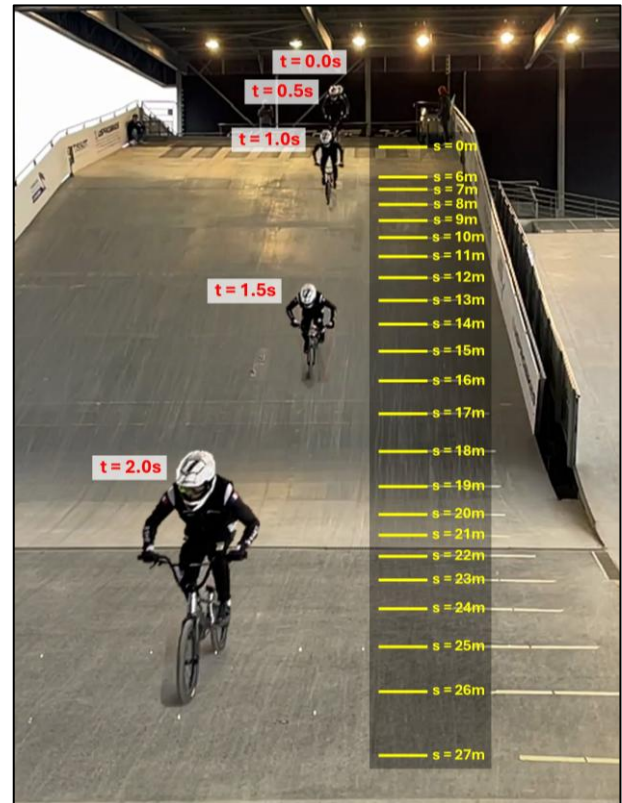 t = 0.0s
t = 0.5s
t = 1.0s
s = 0m
s = 6m
s = 7m
s = 8m
s = 9m
s = 10m
s = 11m
s = 12m
t = 1.5s
s = 13m
s = 14m
s = 15m
s = 16m
s = 17m
s = 18m
t = 2.0s
s = 19m
s = 20m
s = 21m
s = 22m
s = 23m
s = 24m
s = 25m
s = 26m
s = 27m